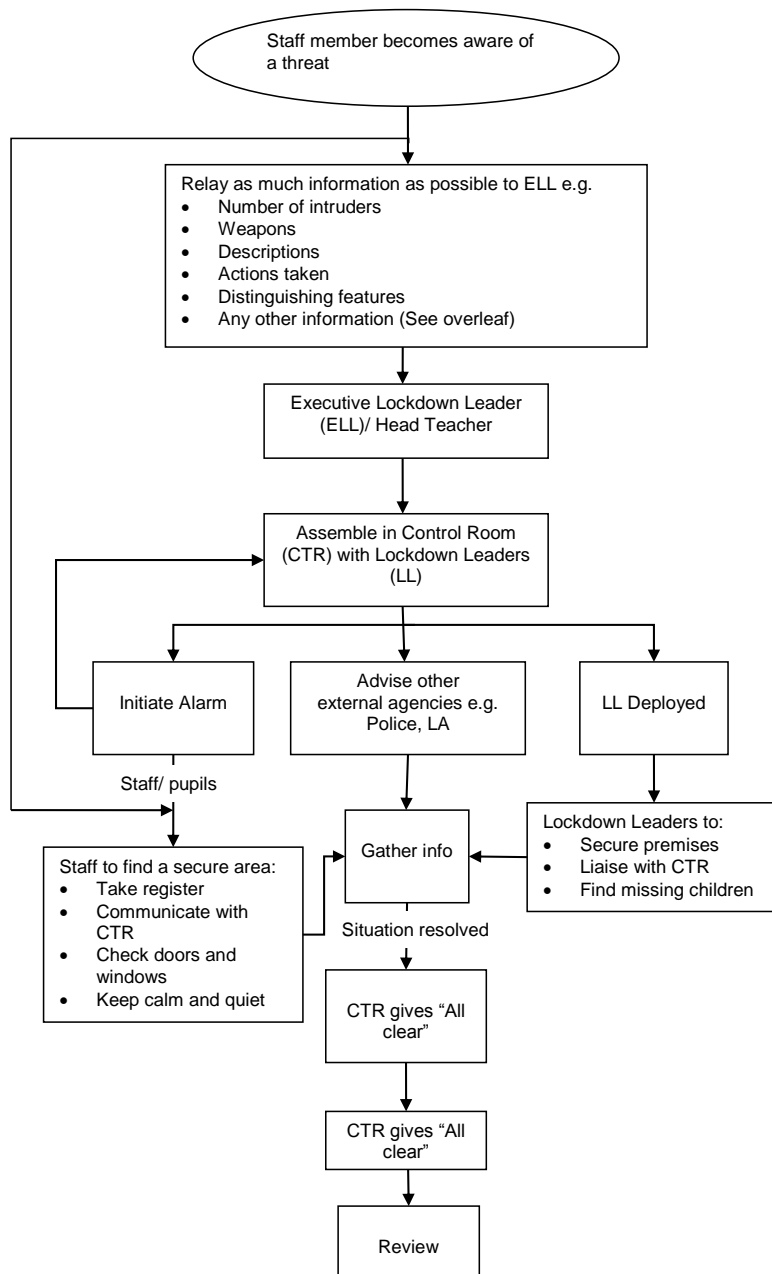 Staff member becomes aware of
a threat
Relay as much information as possible to ELL e.g.
• Number of intruders
• Weapons
• Descriptions
• Actions taken
• Distinguishing features
• Any other information (See overleaf)
Executive Lockdown Leader
(ELL)/ Head Teacher
Assemble in Control Room
(CTR) with Lockdown Leaders
(LL)
Initiate Alarm
Advise other
external agencies e.g.
Police, LA
LL Deployed
Staff/ pupils
Staff to find a secure area:
• Take register
• Communicate with
CTR
• Check doors and
windows
• Keep calm and quiet
Gather info
Lockdown Leaders to:
• Secure premises
• Liaise with CTR
• Find missing children
Situation resolved
CTR gives “All
clear”
CTR gives “All
clear”
Review